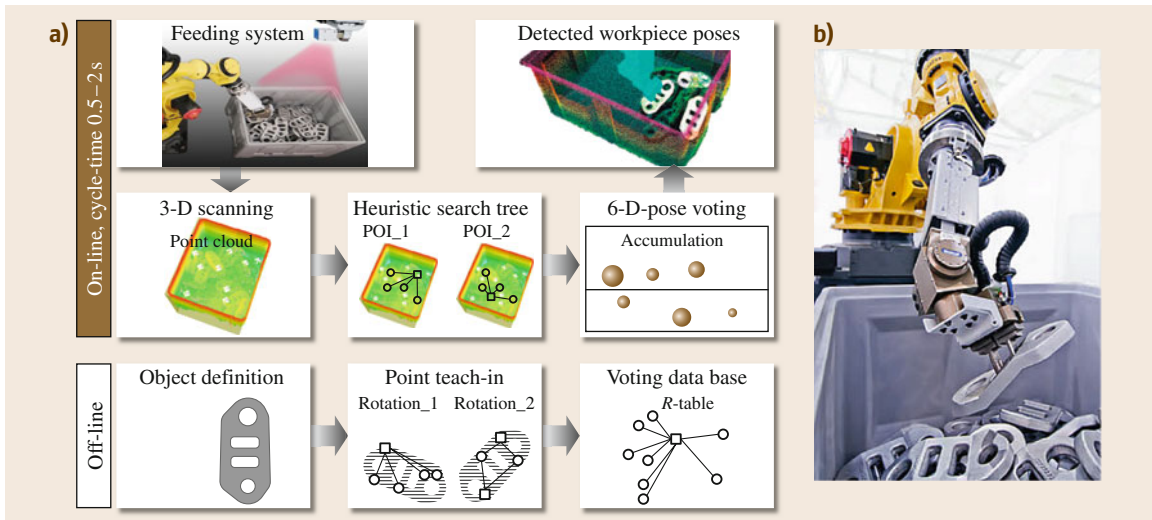 a)
On-line, cycle-time 0.5 – 2 s
Feeding system
Detected workpiece poses
3-D scanning
Point cloud
Heuristic search tree
POI_1
POI_2
6-D-pose voting
Accumulation
Off-line
Object definition
Point teach-in
Rotation_1
Rotation_2
Voting data base
R-table
b)